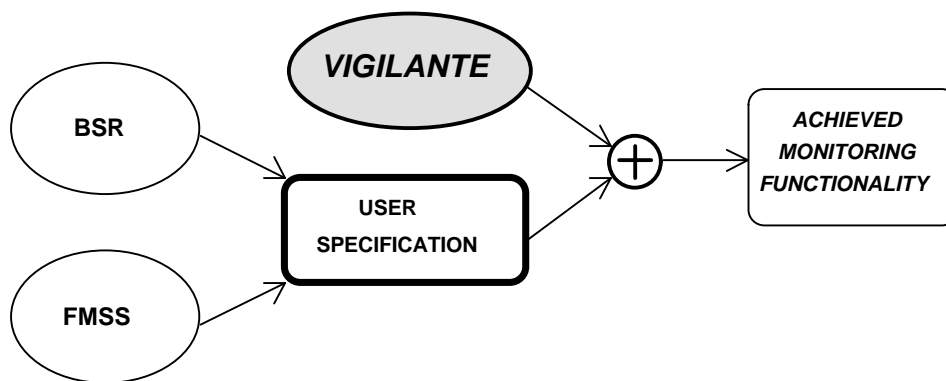 VIGILANTE
BSR
ACHIEVED
MONITORING
FUNCTIONALITY
USER
SPECIFICATION
FMSS